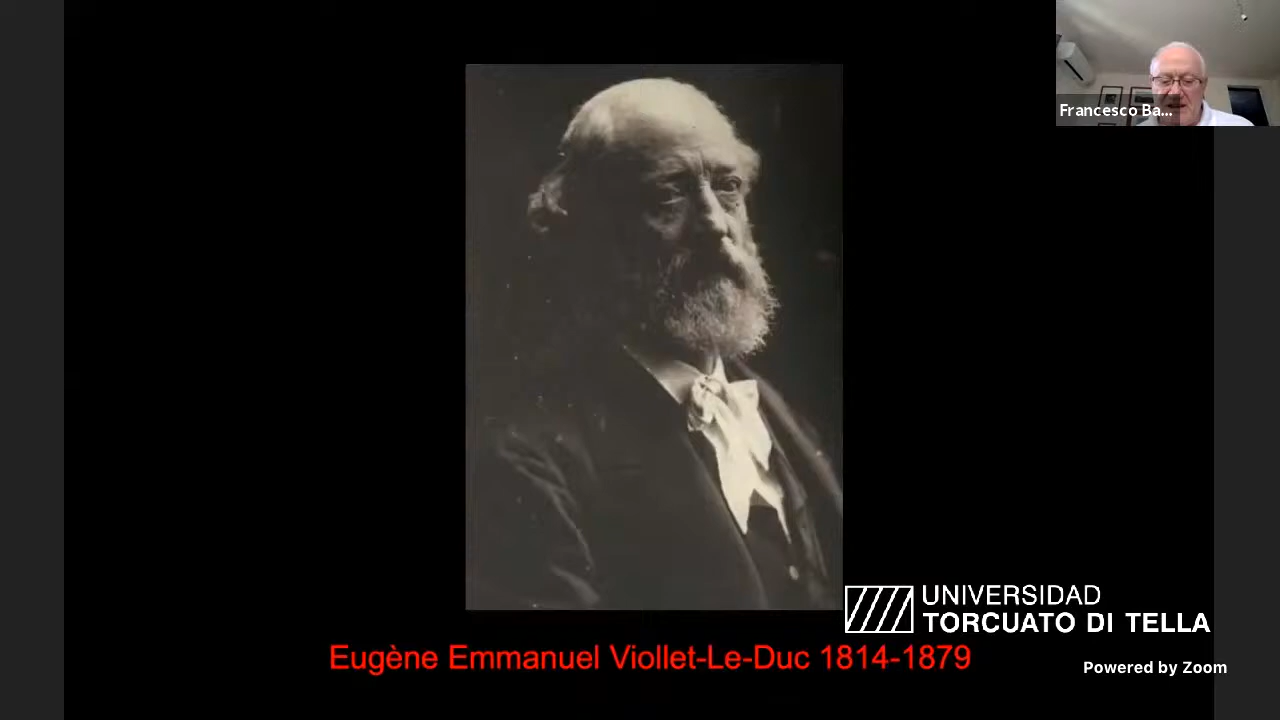 Francesco Ba...
UNIVERSIDAD
TORCUATO DI TELLA
Eugène Emmanuel Viollet-Le-Duc 1814-1879
Powered by Zoom